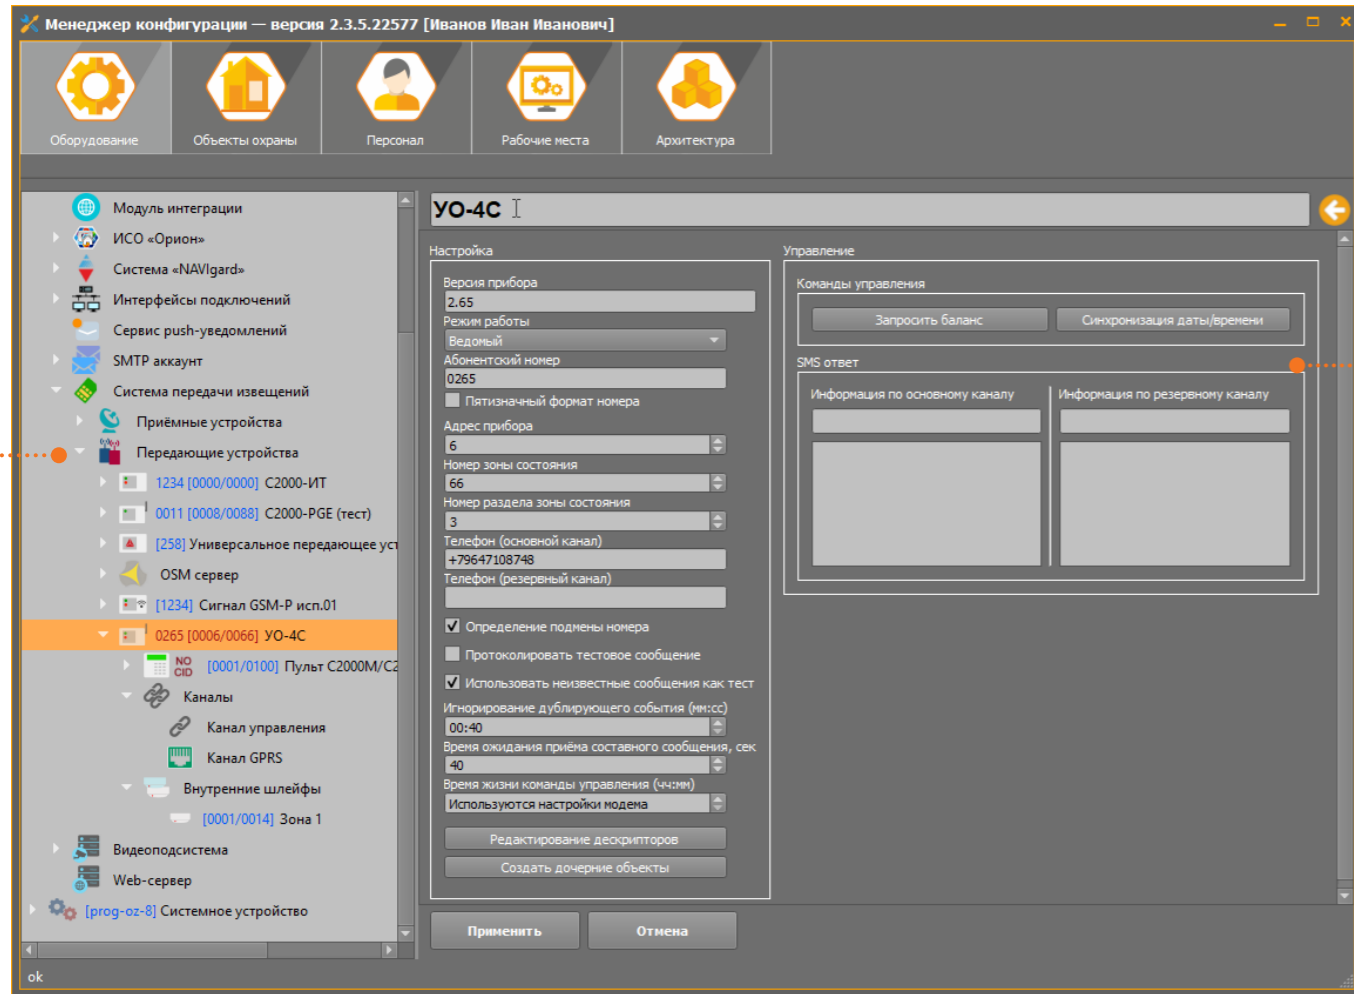 Менеджер конфигурации — версия 2.3.5.22577 [Иванов Иван Иванович]
Оборудование
Объекты охраны
Персонал
Рабочие места
Архитектура
Модуль интеграции
ИСО «Орион»
Система «NAVIgard»
Интерфейсы подключений
Сервис push-уведомлений
SMTP аккаунт
Система передачи извещений
Приёмные устройства
Передающие устройства
1234 [0000/0000] С2000-ИТ
0011 [0008/0088] С2000-PGE (тест)
[258] Универсальное передающее уст
OSM сервер
[1234] Сигнал GSM-P исп.01
0265 [0006/0066] УО-4С
NO CID [0001/0100] Пульт С2000М/С2
Каналы
Канал управления
Канал GPRS
Внутренние шлейфы
[0001/0014] Зона 1
Видеоподсистема
Web-сервер
[prog-oz-8] Системное устройство
УО-4С
Настройка
Версия прибора
2.65
Режим работы
Ведомый
Абонентский номер
0265
Пятизначный формат номера
Адрес прибора
6
Номер зоны состояния
66
Номер раздела зоны состояния
3
Телефон (основной канал)
+79647108748
Телефон (резервный канал)
Определение подмены номера
Протоколировать тестовое сообщение
Использовать неизвестные сообщения как тест
Игнорирование дублирующего события (мм:сс)
00:40
Время ожидания приёма составного сообщения, сек
40
Время жизни команды управления (чч:мм)
Используются настройки модема
Редактирование дескрипторов
Создать дочерние объекты
Управление
Команды управления
Запросить баланс
Синхронизация даты/времени
SMS ответ
Информация по основному каналу
Информация по резервному каналу
Применить
Отмена
ok